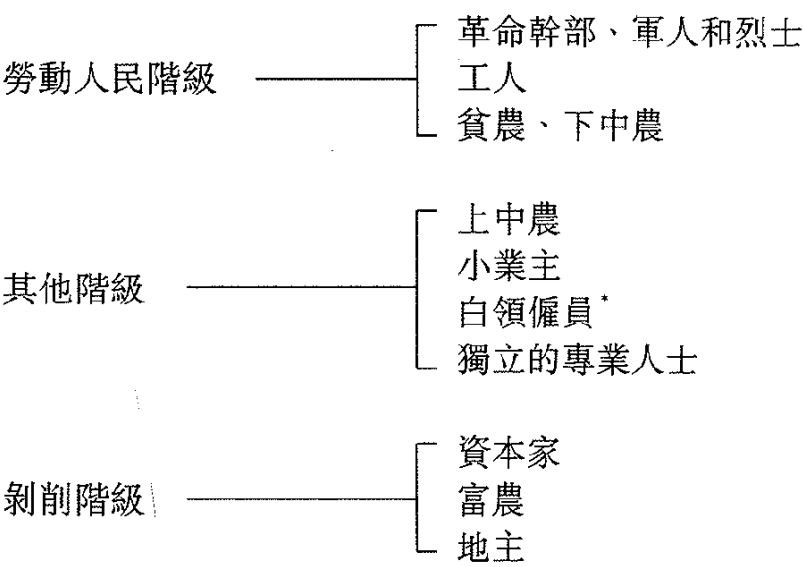 勞動人民階級
革命幹部、軍人和烈士
工人
貧農、下中農
其他階級
上中農
小業主
白領僱員*
獨立的專業人士
剝削階級
資本家
富農
地主